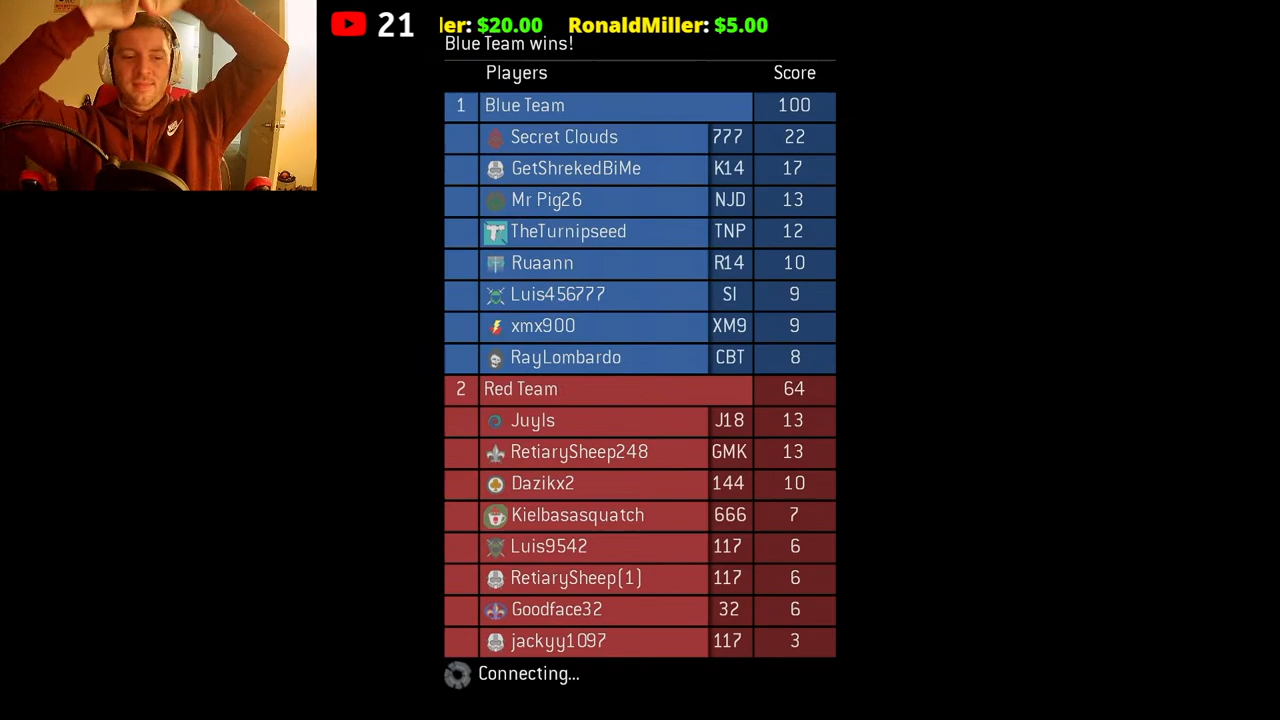 21
ler: $20.00 RonaldMiller: $5.00
Blue Team wins!
Players Score
1 Blue Team 100
Secret Clouds 777 22
GetShrekedBiMe K14 17
Mr Pig26 NJD 13
TheTurnipseed TNP 12
Ruaann R14 10
Luis456777 SI 9
xmx900 XM9 9
RayLombardo CBT 8
2 Red Team 64
Juyls J18 13
RetiarySheep248 GMK 13
Dazikx2 144 10
Kielbasasquatch 666 7
Luis9542 117 6
RetiarySheep(1) 117 6
Goodface32 32 6
jackyy1097 117 3
Connecting...